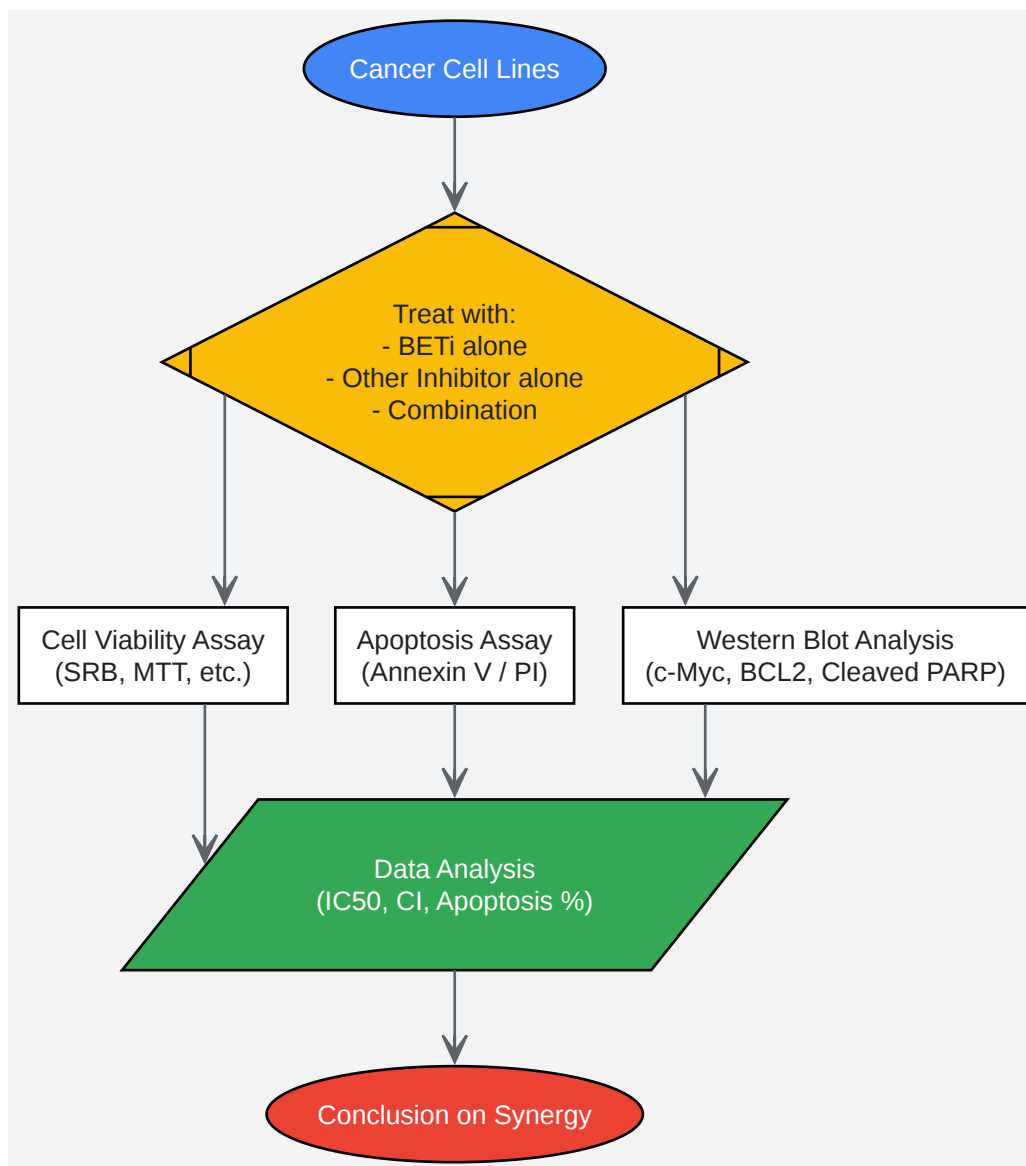 Cancer Cell Lines
Treat with:
- BETi alone
- Other Inhibitor alone
- Combination
Cell Viability Assay
(SRB, MTT, etc.)
Apoptosis Assay
(Annexin V / PI)
Western Blot Analysis
(c-Myc, BCL2, Cleaved PARP)
Data Analysis
(IC50, CI, Apoptosis %)
Conclusion on Synergy